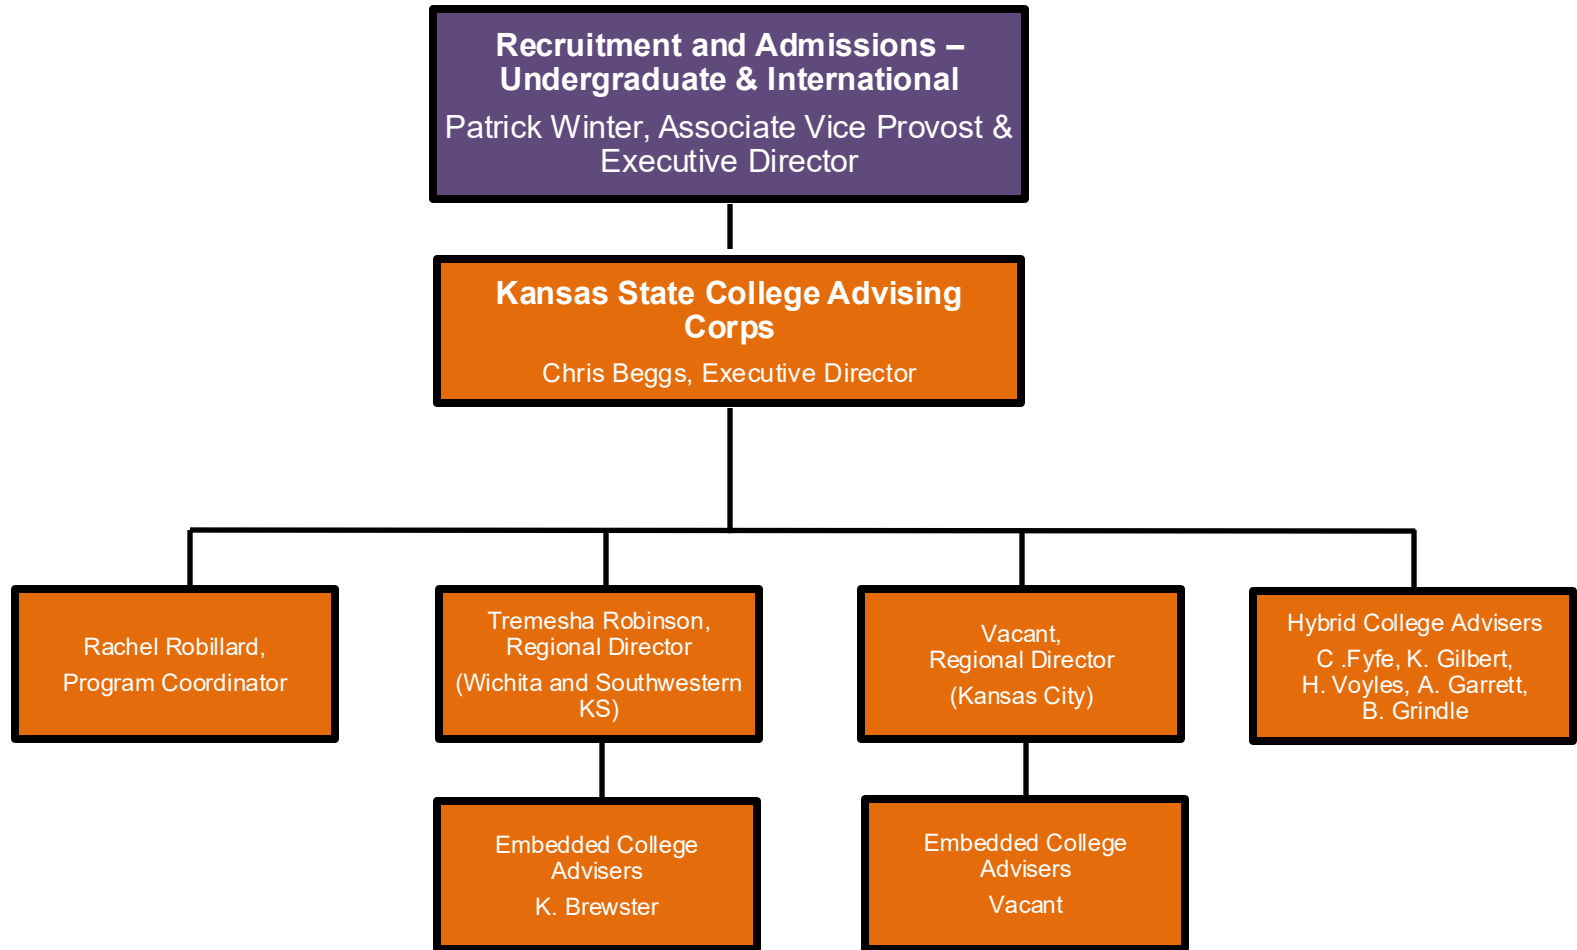 Recruitment and Admissions –
Undergraduate & International
Patrick Winter, Associate Vice Provost &
Executive Director
Kansas State College Advising
Corps
Chris Beggs, Executive Director
Rachel Robillard,
Program Coordinator
Tremesha Robinson,
Regional Director
(Wichita and Southwestern
KS)
Vacant,
Regional Director
(Kansas City)
Hybrid College Advisers
C .Fyfe, K. Gilbert,
H. Voyles, A. Garrett,
B. Grindle
Embedded College
Advisers
K. Brewster
Embedded College
Advisers
Vacant